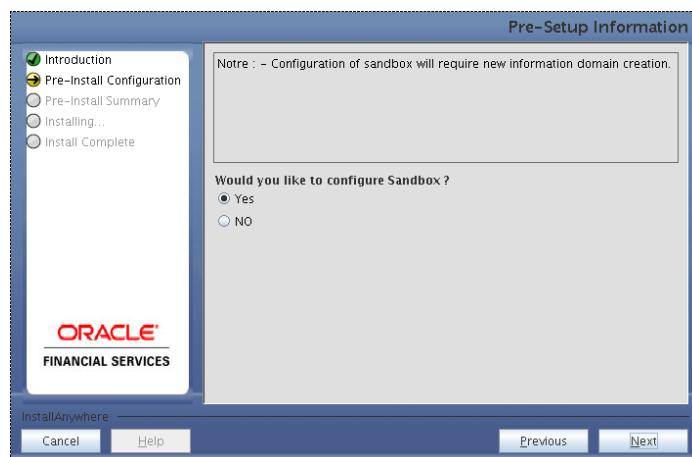 Pre-Setup Information
Introduction
Pre-Install Configuration
Pre-Install Summary
Installing...
Install Complete
Notre : - Configuration of sandbox will require new information domain creation.
Would you like to configure Sandbox ?
Yes
NO
ORACLE
FINANCIAL SERVICES
InstallAnywhere
Cancel
Help
Previous
Next